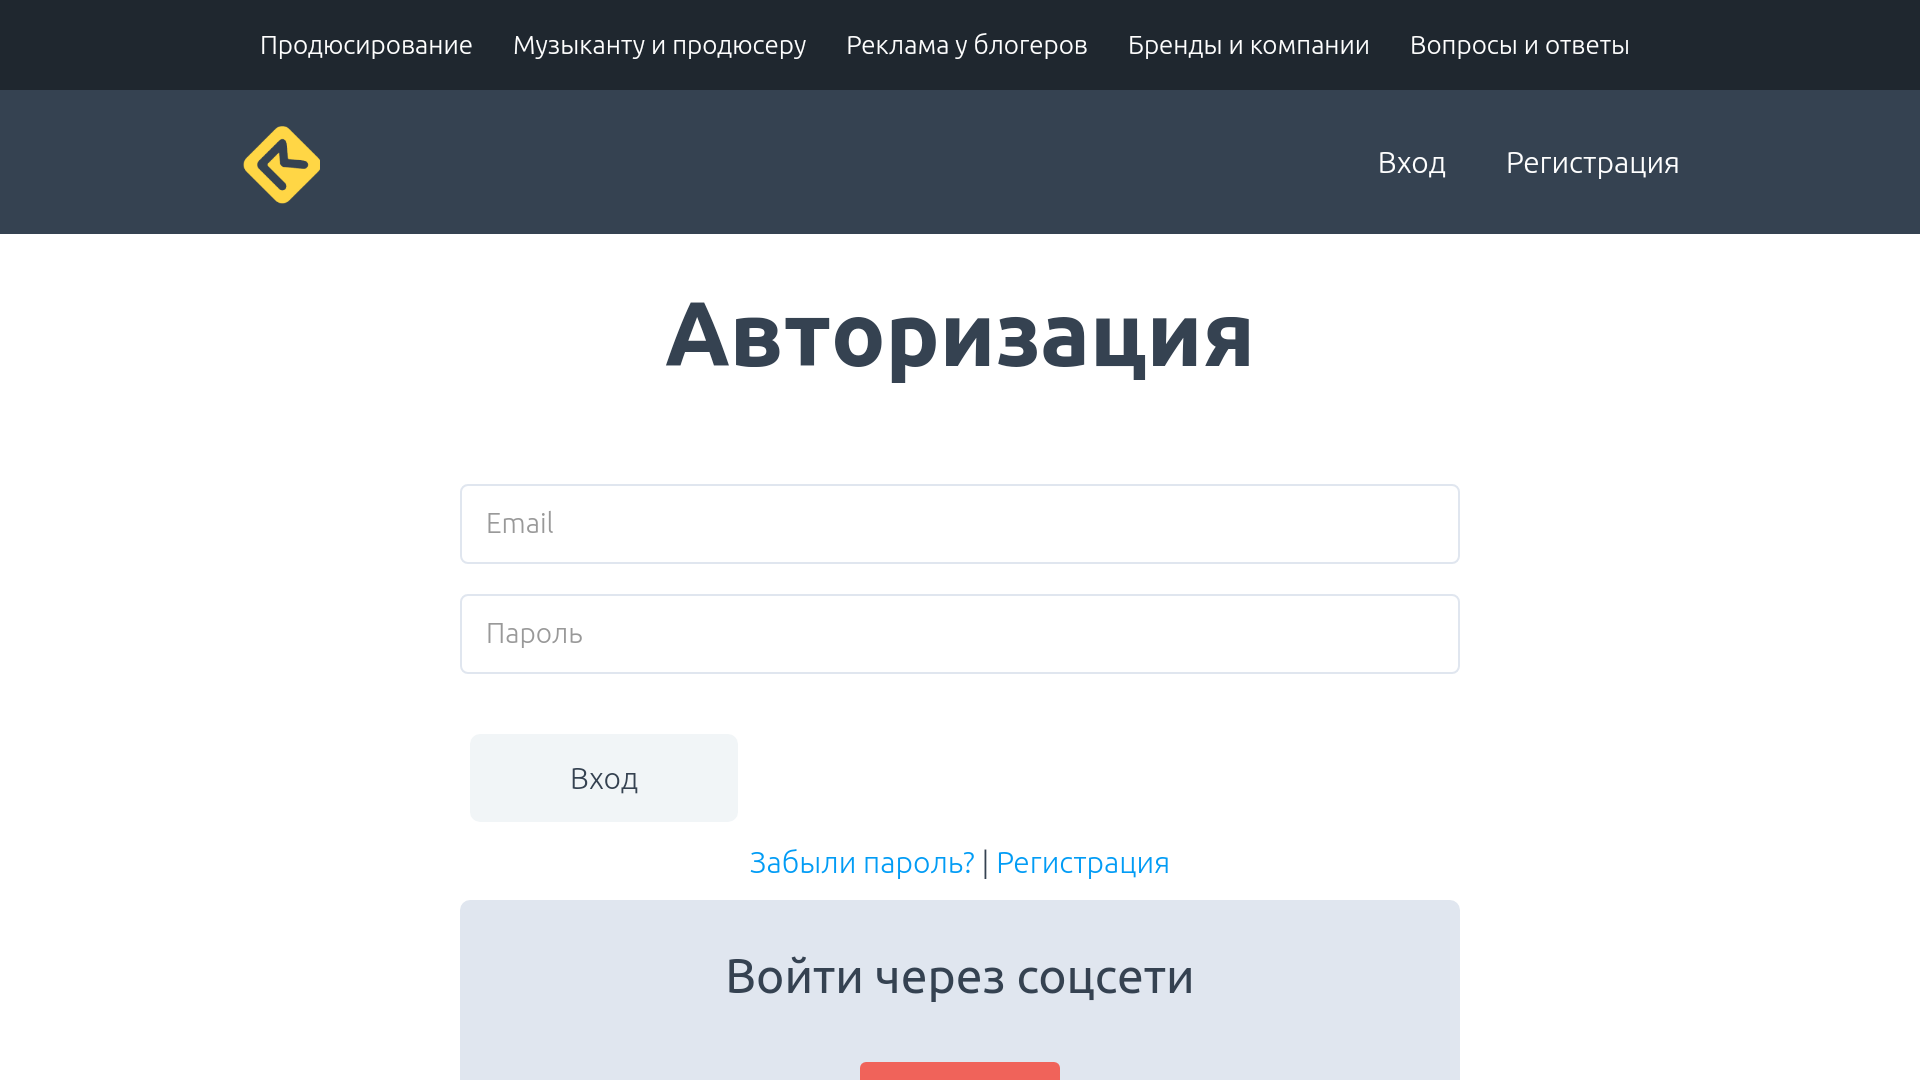 Продюсирование Музыканту и продюсеру Реклама у блогеров Бренды и компании Вопросы и ответы
Вход Регистрация
Авторизация
Email
Пароль
Вход
Забыли пароль? | Регистрация
Войти через соцсети